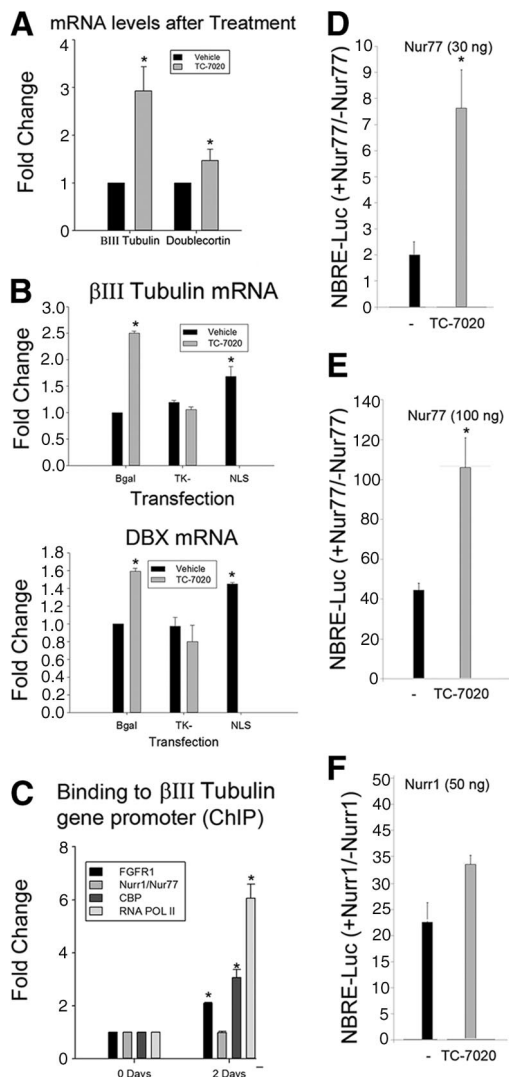 A
mRNA levels after Treatment
Fold Change
4
3
2
1
0
Vehicle
TC-7020
*
*
BIII Tubulin
Doublecortin
B
βIII Tubulin mRNA
Fold Change
3.0
2.5
2.0
1.5
1.0
0.5
0.0
Vehicle
TC-7020
*
*
Bgal
TK-
NLS
Transfection
DBX mRNA
Fold Change
1.8
1.6
1.4
1.2
1.0
0.8
0.6
0.4
0.2
0.0
Vehicle
TC-7020
*
*
Bgal
TK-
NLS
Transfection
C
Binding to βIII Tubulin
gene promoter (ChIP)
Fold Change
8
6
4
2
0
FGFR1
Nurr1/Nur77
CBP
RNA POL II
*
*
*
0 Days
2 Days
D
Nur77 (30 ng)
NBRE-Luc (+Nur77/-Nur77)
10
9
8
7
6
5
4
3
2
1
0
*
-
TC-7020
E
Nur77 (100 ng)
NBRE-Luc (+Nur77/-Nur77)
140
120
100
80
60
40
20
0
*
-
TC-7020
F
Nurr1 (50 ng)
NBRE-Luc (+Nurr1/-Nurr1)
50
40
45
35
30
25
20
15
10
5
0
-
TC-7020